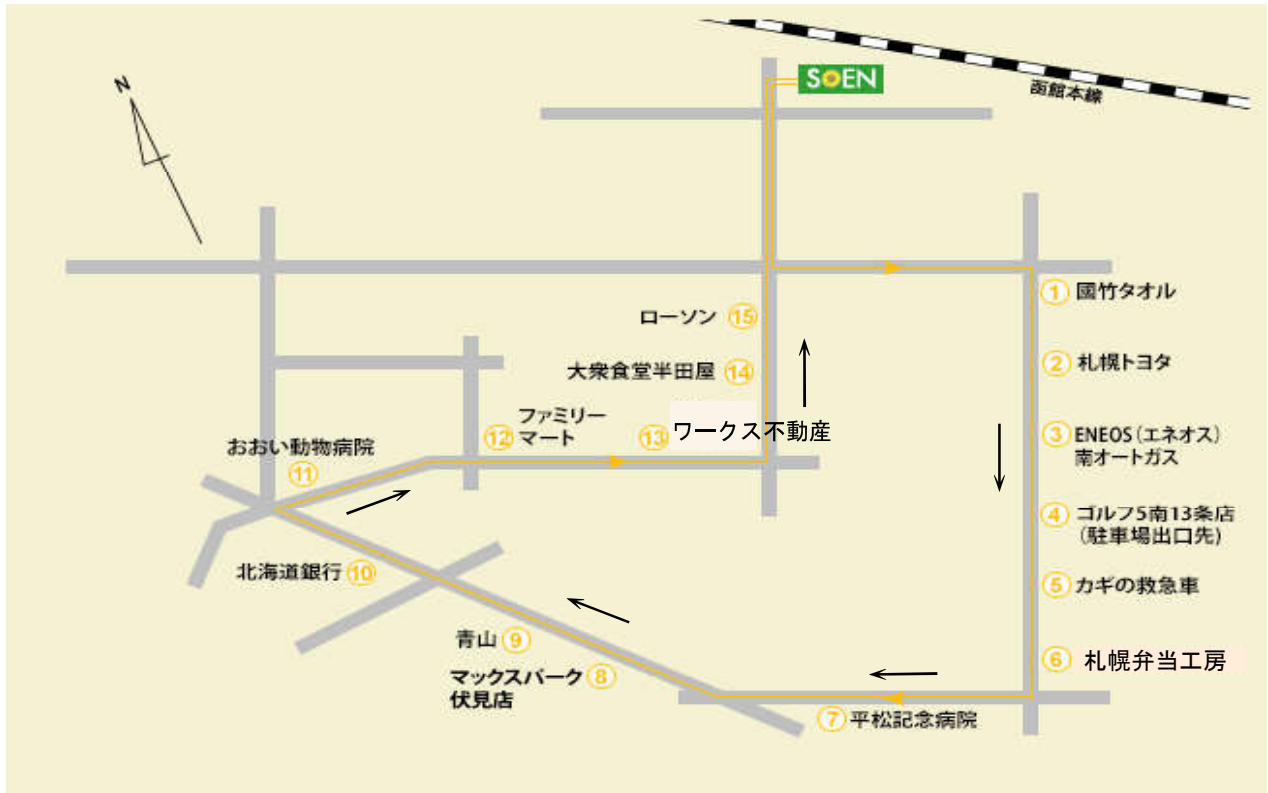 N
SOEN
函館本線
① 國竹タオル
② 札幌トヨタ
③ ENEOS(エネオス)
南オートガス
④ ゴルフ5南13条店
(駐車場出口先)
⑤ カギの救急車
⑥ 札幌弁当工房
⑦ 平松記念病院
マックスバーク ⑧
伏見店
青山 ⑨
北海道銀行 ⑩
おおい動物病院
⑪
⑫ ファミリー
マート
⑬ ワークス不動産
大衆食堂半田屋 ⑭
ローソン ⑮